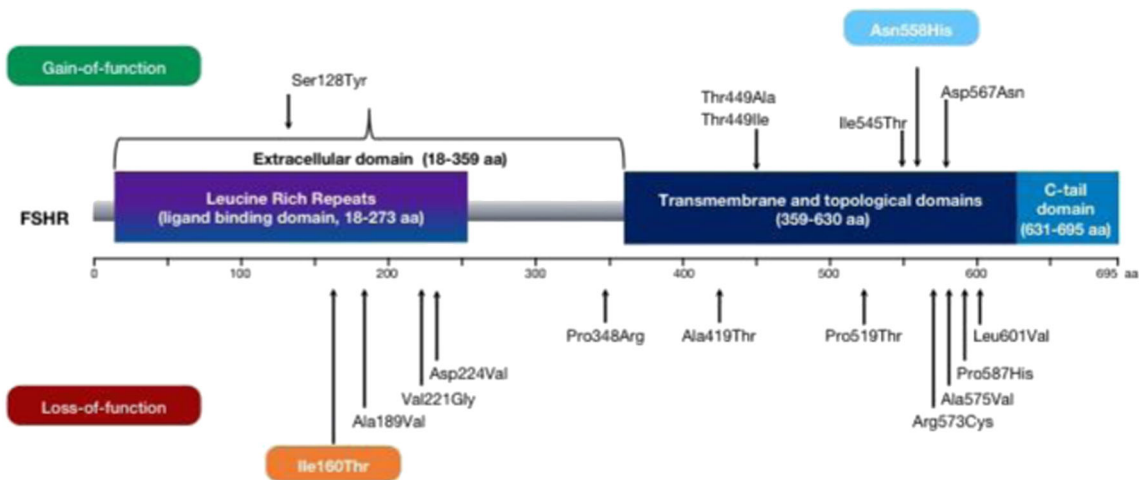 Asn558His
Gain-of-function
Ser128Tyr
Thr449Ala
Thr449Ile
Ile545Thr
Asp567Asn
Extracellular domain (18-359 aa)
FSHR
Leucine Rich Repeats
(ligand binding domain, 18-273 aa)
Transmembrane and topological domains
(359-630 aa)
C-tail
domain
(631-695 aa)
0 100 200 300 400 500 600 695 aa
Pro348Arg
Ala419Thr
Pro519Thr
Leu601Val
Asp224Val
Pro587His
Val221Gly
Ala575Val
Loss-of-function
Ala189Val
Arg573Cys
Ile160Thr